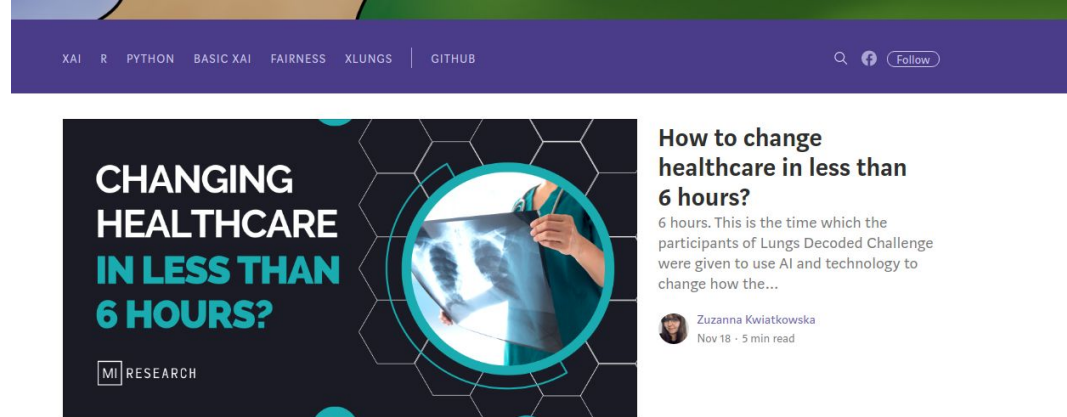 XAI R PYTHON BASIC XAI FAIRNESS XLUNGS GITHUB
Follow
CHANGING
HEALTHCARE
IN LESS THAN
6 HOURS?
MI RESEARCH
How to change
healthcare in less than
6 hours?
6 hours. This is the time which the
participants of Lungs Decoded Challenge
were given to use AI and technology to
change how the...
Zuzanna Kwiatkowska
Nov 18 · 5 min read